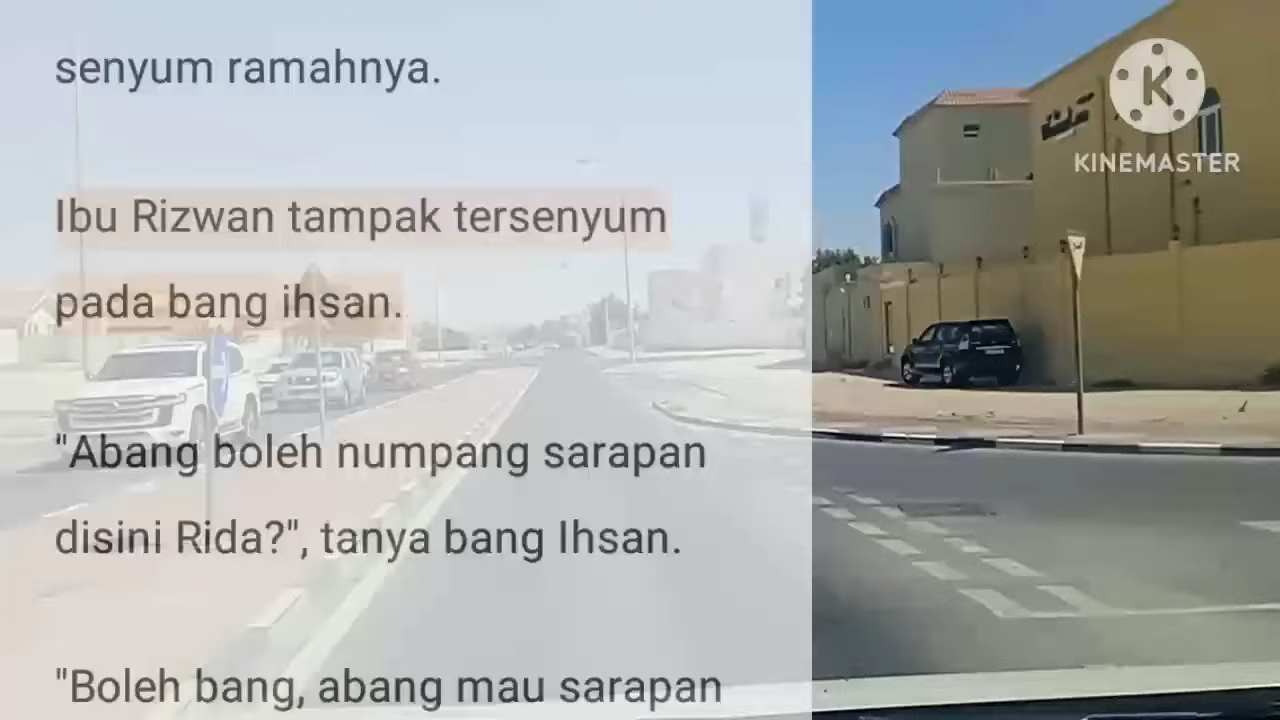 senyum ramahnya.
Ibu Rizwan tampak tersenyum
pada bang ihsan.
"Abang boleh numpang sarapan
disini Rida?", tanya bang Ihsan.
"Boleh bang, abang mau sarapan
K
KINEMASTER